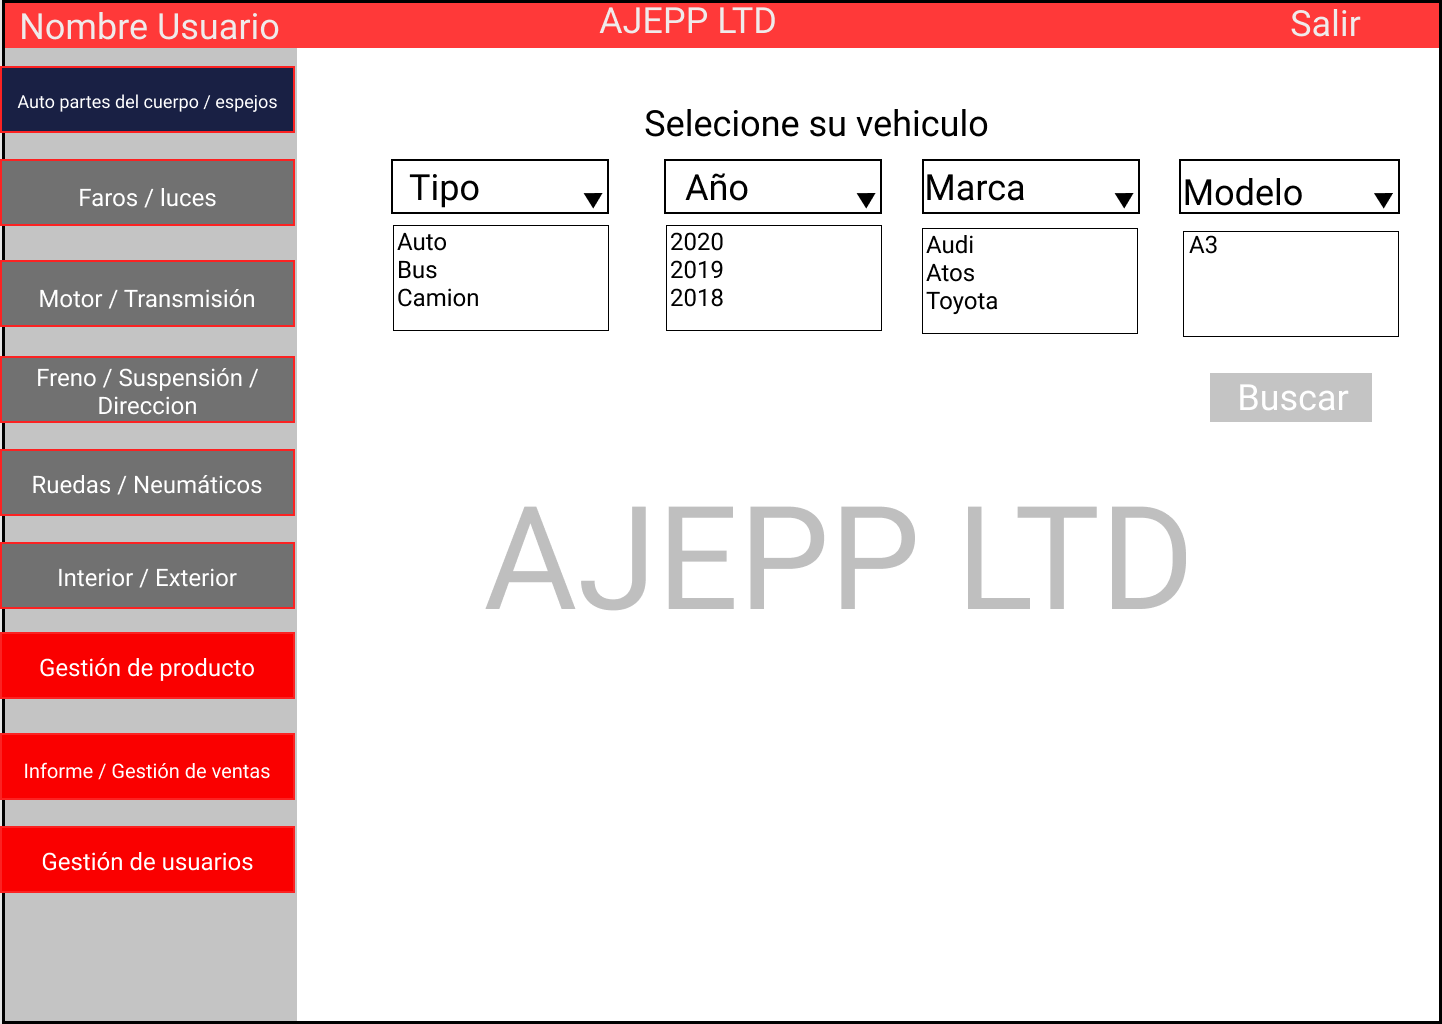 Nombre Usuario
AJEPP LTD
Salir
Auto partes del cuerpo / espejos
Faros / luces
Motor / Transmisión
Freno / Suspensión /
Direccion
Ruedas / Neumáticos
Interior / Exterior
Gestión de producto
Informe / Gestión de ventas
Gestión de usuarios
Selecione su vehiculo
Tipo
Auto
Bus
Camion
Año
2020
2019
2018
Marca
Audi
Atos
Toyota
Modelo
A3
Buscar
AJEPP LTD